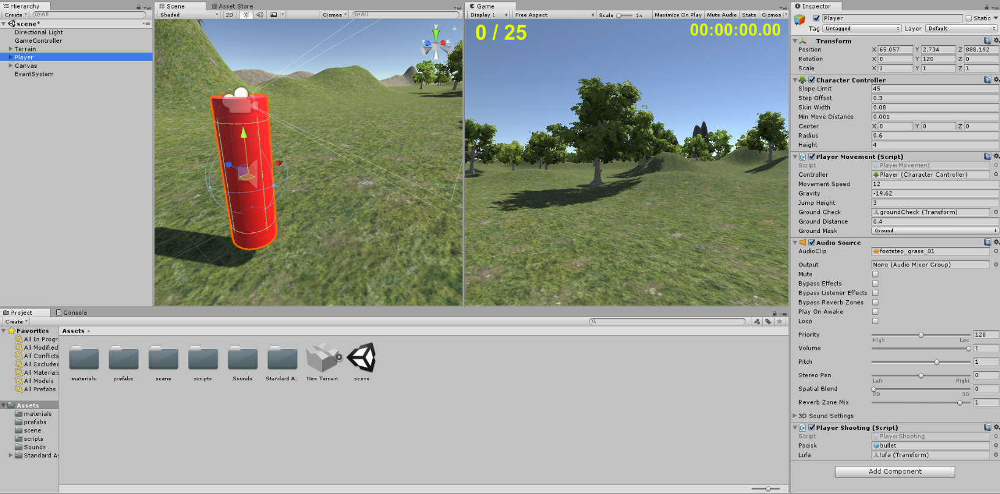 Hierarchy
Create
All
scene*
Directional Light
GameController
Terrain
Player
Canvas
EventSystem
Scene
Asset Store
Shaded
2D
Gizmos
All
y
z
x
Persp
Game
Display 1
Free Aspect
Scale
1x
Maximize On Play
Mute Audio
Stats
Gizmos
0 / 25
00:00:00.00
Inspector
Player
Static
Tag
Untagged
Layer
Default
Transform
Position X 65.057 Y 2.734 Z 888.192
Rotation X 0 Y 120 Z 0
Scale X 1 Y 1 Z 1
Character Controller
Slope Limit 45
Step Offset 0.3
Skin Width 0.08
Min Move Distance 0.001
Center X 0 Y 0 Z 0
Radius 0.6
Height 4
Player Movement (Script)
Script PlayerMovement
Controller Player (Character Controller)
Movement Speed 12
Gravity -19.62
Jump Height 3
Ground Check groundCheck (Transform)
Ground Distance 0.4
Ground Mask Ground
Audio Source
AudioClip footstep_grass_01
Output None (Audio Mixer Group)
Mute
Bypass Effects
Bypass Listener Effects
Bypass Reverb Zones
Play On Awake
Loop
Priority 128
High Low
Volume 1
Pitch 1
Stereo Pan 0
Left Right
Spatial Blend 0
2D 3D
Reverb Zone Mix 1
3D Sound Settings
Player Shooting (Script)
Script PlayerShooting
Pocisk bullet
Lufa lufa (Transform)
Add Component
Project
Console
Create
Favorites
All In Progr
All Modified
All Conflicts
All Excluded
All Materials
All Models
All Prefabs
Assets
materials
prefabs
scene
scripts
Sounds
Standard As
Assets
materials
prefabs
scene
scripts
Sounds
Standard A...
New Terrain
scene